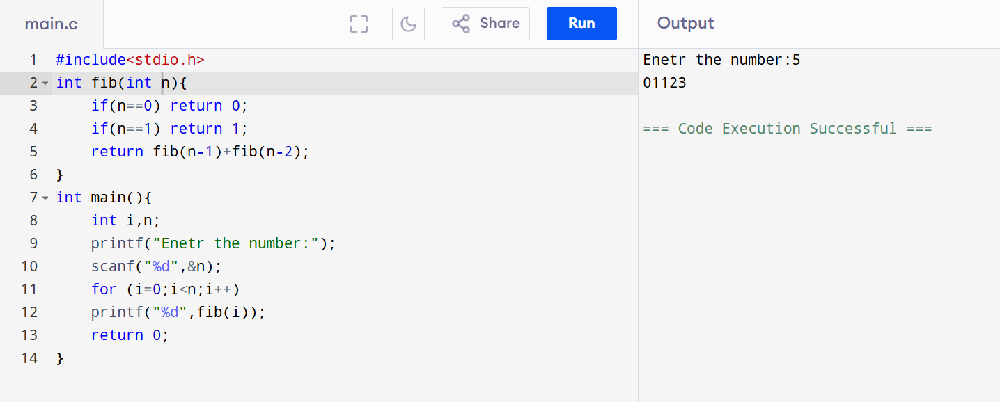 main.c Share Run Output
1 #include<stdio.h>
2 int fib(int n){
3     if(n==0) return 0;
4     if(n==1) return 1;
5     return fib(n-1)+fib(n-2);
6 }
7 int main(){
8     int i,n;
9     printf("Enetr the number:");
10     scanf("%d",&n);
11     for (i=0;i<n;i++)
12     printf("%d",fib(i));
13     return 0;
14 }
Enetr the number:5
01123
=== Code Execution Successful ===